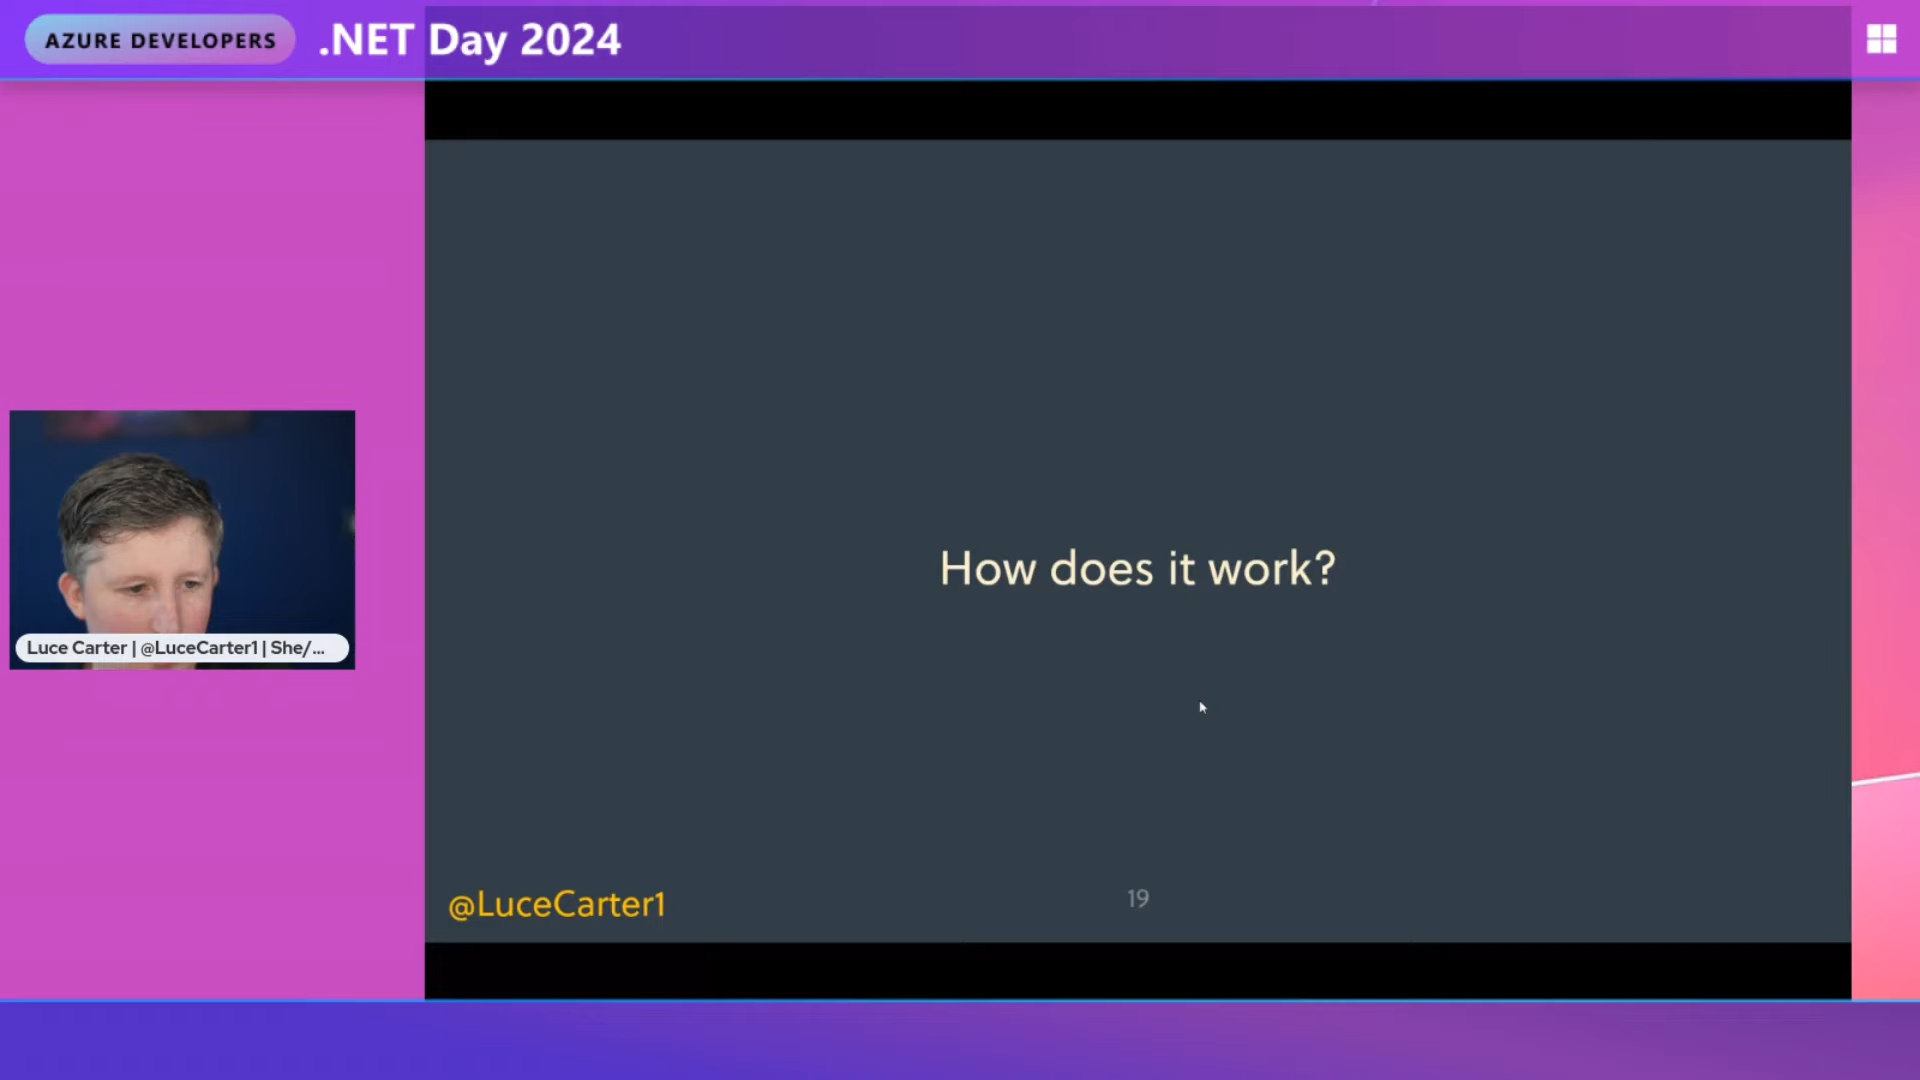 AZURE DEVELOPERS .NET Day 2024
How does it work?
Luce Carter | @LuceCarter1 | She/...
@LuceCarter1
19